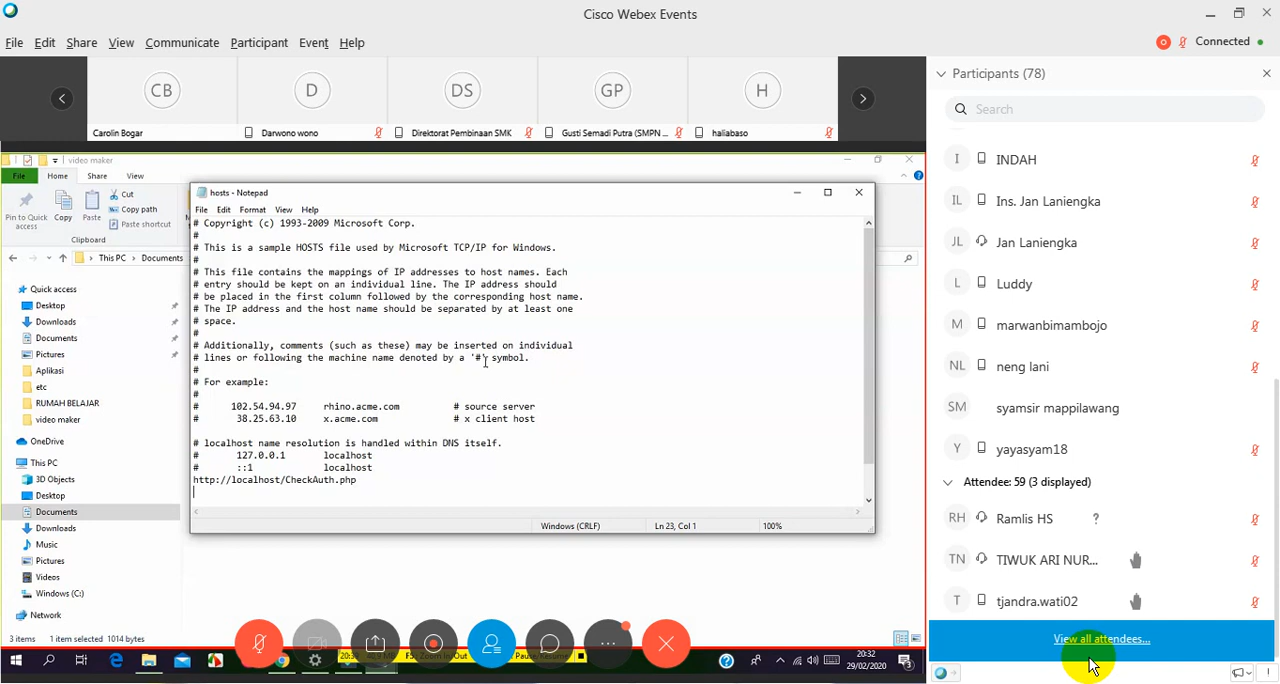 Cisco Webex Events
File Edit Share View Communicate Participant Event Help
Connected
CB D DS GP H
Carolin Bogar Darwono wono Direktorat Pembinaan SMK Gusti Semadi Putra (SMPN ... haliabaso
video maker
File Home Share View
Pin to Quick access
Copy
Paste
Cut
Copy path
Paste shortcut
Clipboard
This PC Documents
Quick access
Desktop
Downloads
Documents
Pictures
Aplikasi
etc
RUMAH BELAJAR
video maker
OneDrive
This PC
3D Objects
Desktop
Documents
Downloads
Music
Pictures
Videos
Windows (C:)
Network
3 items 1 item selected 1014 bytes
hosts - Notepad
File Edit Format View Help
# Copyright (c) 1993-2009 Microsoft Corp.
#
# This is a sample HOSTS file used by Microsoft TCP/IP for Windows.
#
# This file contains the mappings of IP addresses to host names. Each
# entry should be kept on an individual line. The IP address should
# be placed in the first column followed by the corresponding host name.
# The IP address and the host name should be separated by at least one
# space.
#
# Additionally, comments (such as these) may be inserted on individual
# lines or following the machine name denoted by a '#' symbol.
#
# For example:
#
# 102.54.94.97 rhino.acme.com # source server
# 38.25.63.10 x.acme.com # x client host
# localhost name resolution is handled within DNS itself.
# 127.0.0.1 localhost
# ::1 localhost
http://localhost/CheckAuth.php
Windows (CRLF) Ln 23, Col 1 100%
20:32
29/02/2020
3
Participants (78)
Search
I INDAH
IL Ins. Jan Laniengka
JL Jan Laniengka
L Luddy
M marwanbimambojo
NL neng lani
SM syamsir mappilawang
Y yayasyam18
Attendee: 59 (3 displayed)
RH Ramlis HS ?
TN TIWUK ARI NUR...
T tjandra.wati02
View all attendees...